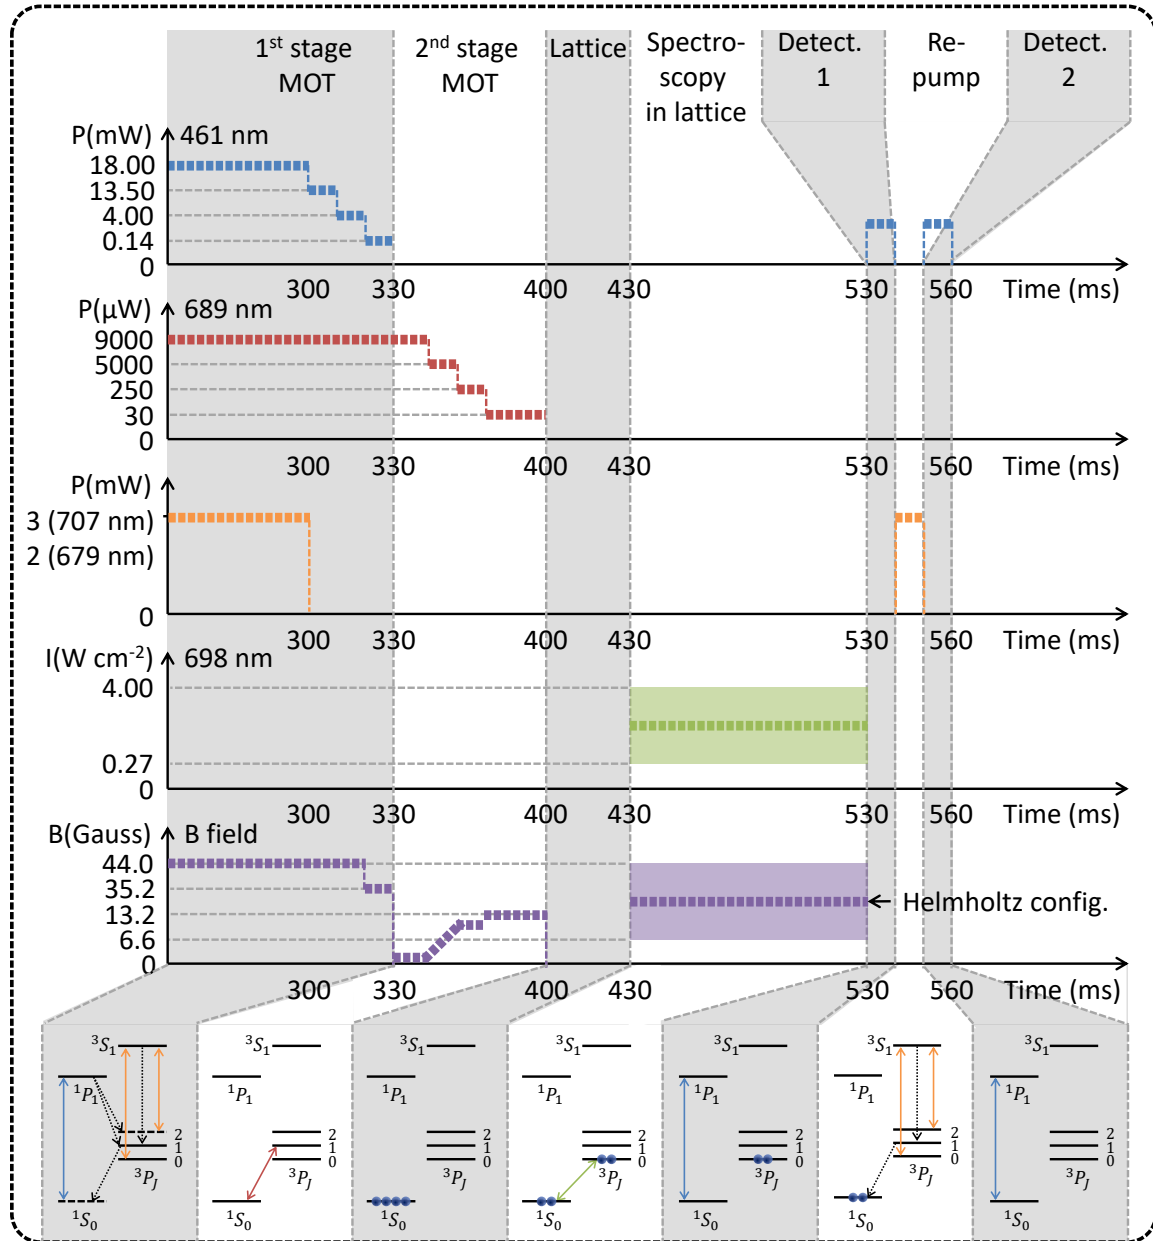 1st stage MOT
2nd stage MOT
Lattice
Spectro-scopy in lattice
Detect. 1
Re-pump
Detect. 2
P(mW) 461 nm
18.00
13.50
4.00
0.14
0
300 330 400 430 530 560 Time (ms)
P(μW) 689 nm
9000
5000
250
30
0
300 330 400 430 530 560 Time (ms)
P(mW)
3 (707 nm)
2 (679 nm)
0
300 330 400 430 530 560 Time (ms)
I(W cm-2) 698 nm
4.00
0.27
0
300 330 400 430 530 560 Time (ms)
B(Gauss) B field
44.0
35.2
13.2
6.6
0
Helmholtz config.
300 330 400 430 530 560 Time (ms)
3S1 3S1 3S1 3S1 3S1 3S1 3S1
1P1 1P1 1P1 1P1 1P1 1P1 1P1
2 2 2 2 2 2 2
1 1 1 1 1 1 1
0 0 0 0 0 0 0
3PJ 3PJ 3PJ 3PJ 3PJ 3PJ 3PJ
1S0 1S0 1S0 1S0 1S0 1S0 1S0